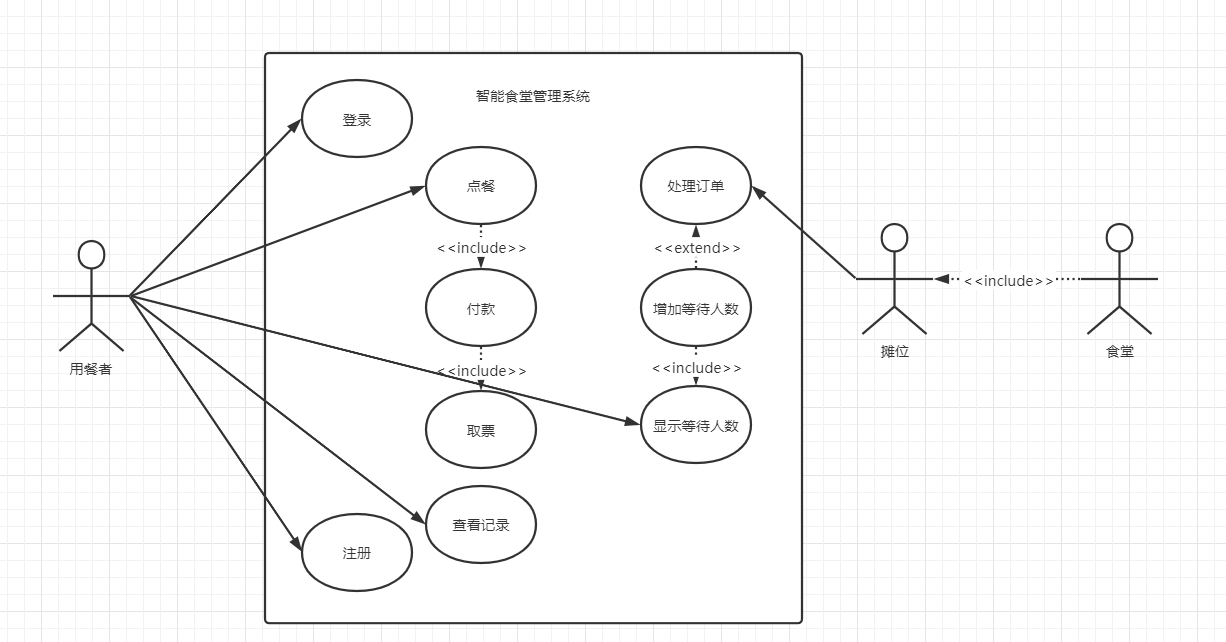 智能食堂管理系统
登录
点餐
处理订单
<<include>>
<<extend>>
付款
增加等待人数
<<include>>
<<include>>
取票
显示等待人数
查看记录
注册
用餐者
摊位
<<include>>
食堂